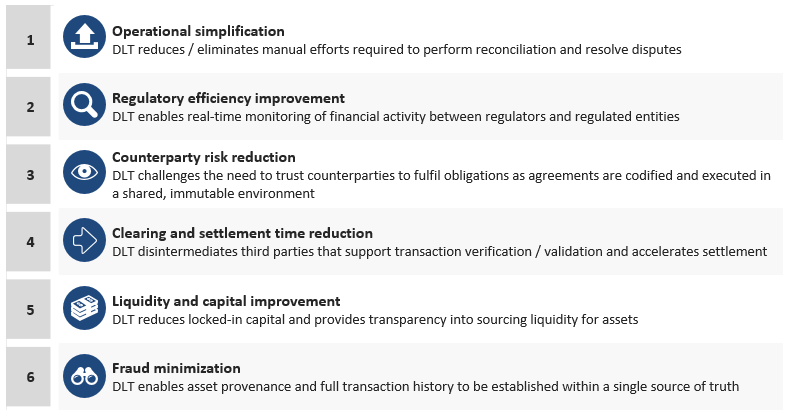 1
Operational simplification
DLT reduces / eliminates manual efforts required to perform reconciliation and resolve disputes
2
Regulatory efficiency improvement
DLT enables real-time monitoring of financial activity between regulators and regulated entities
3
Counterparty risk reduction
DLT challenges the need to trust counterparties to fulfil obligations as agreements are codified and executed in
a shared, immutable environment
4
Clearing and settlement time reduction
DLT disintermediates third parties that support transaction verification / validation and accelerates settlement
5
Liquidity and capital improvement
DLT reduces locked-in capital and provides transparency into sourcing liquidity for assets
6
Fraud minimization
DLT enables asset provenance and full transaction history to be established within a single source of truth